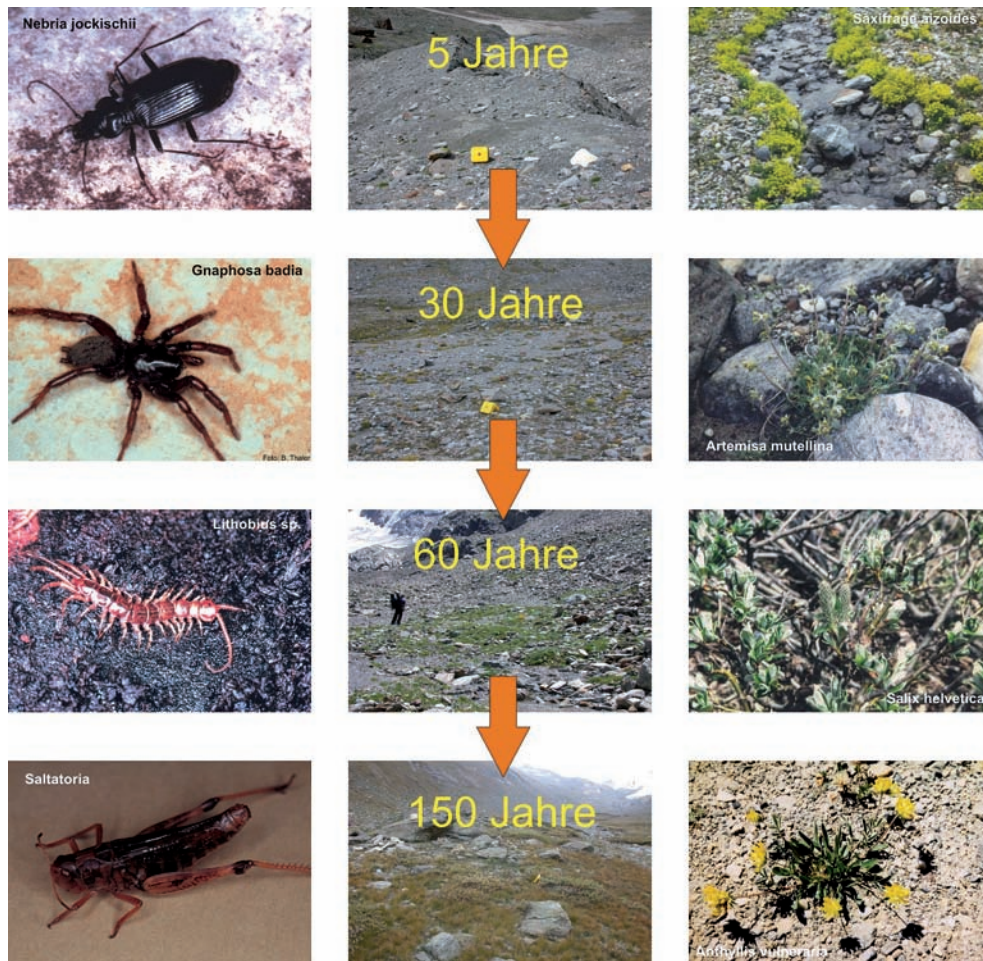 Nebria jockischii
5 Jahre
Saxifraga aizoides
Gnaphosa badia
30 Jahre
Foto: B. Thaler
Artemisa mutellina
Lithobius sp.
60 Jahre
Salix helvetica
Saltatoria
150 Jahre
Anthyllis vulneraria